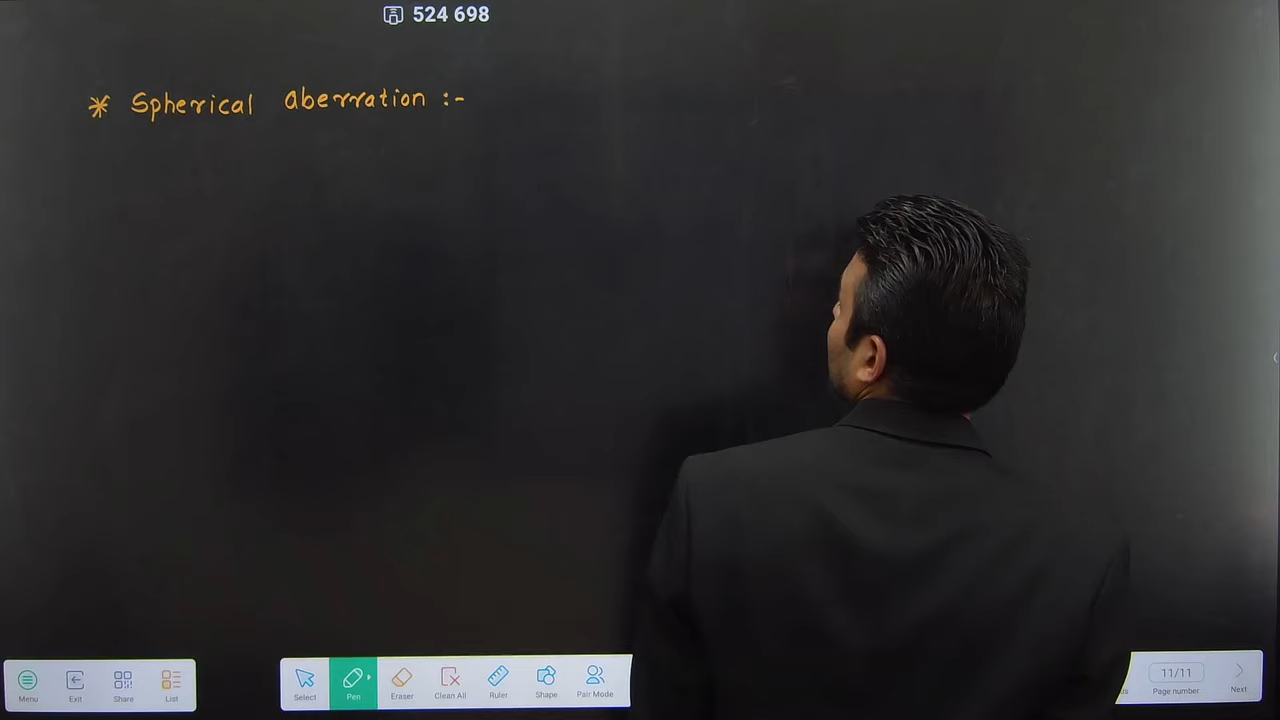 524 698
* Spherical aberration :-
Menu Exit Share List Select Pen Eraser Clean All Ruler Shape Pair Mode 11/11 Page number Next